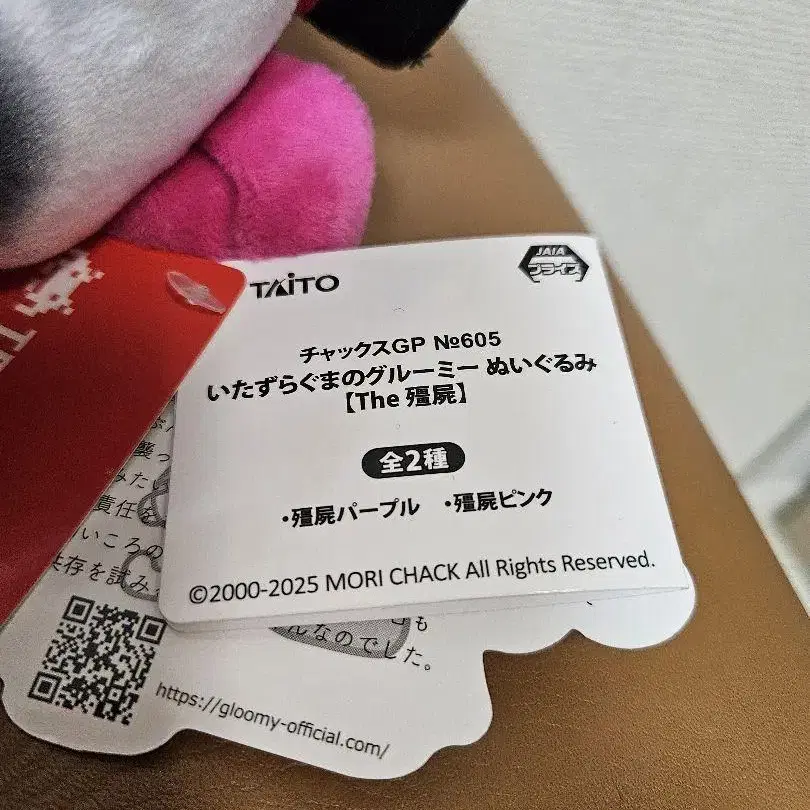 TAITO
JAIA
プライズ
チャックスGP №605
いたずらぐまのグルーミー ぬいぐるみ
【The 殭屍】
全2種
・殭屍パープル ・殭屍ピンク
©2000-2025 MORI CHACK All Rights Reserved.
責任を
いころの
共存を試み
も
んなのでした。
https://gloomy-official.com/